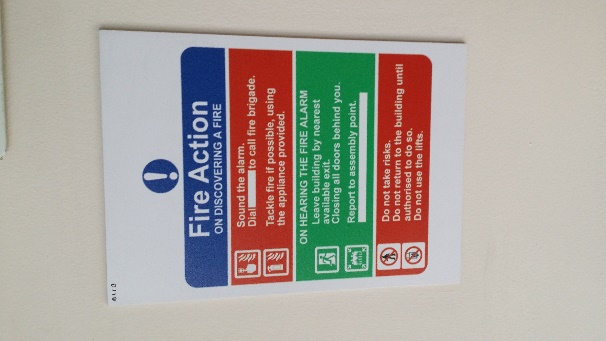 Fire Action
ON DISCOVERING A FIRE
Sound the alarm.
Dial to call fire brigade.
Tackle fire if possible, using
the appliance provided.
ON HEARING THE FIRE ALARM
Leave building by nearest
available exit.
Closing all doors behind you.
Report to assembly point.
Do not take risks.
Do not return to the building until
authorised to do so.
Do not use the lifts.